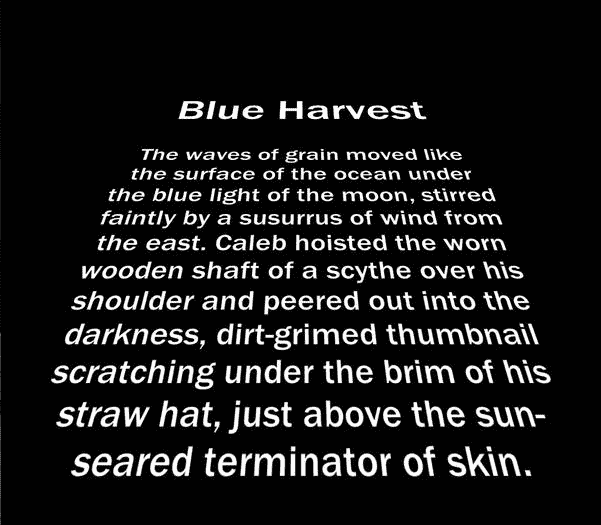 Blue Harvest
The waves of grain moved like
the surface of the ocean under
the blue light of the moon, stirred
faintly by a susurrus of wind from
the east. Caleb hoisted the worn
wooden shaft of a scythe over his
shoulder and peered out into the
darkness, dirt-grimed thumbnail
scratching under the brim of his
straw hat, just above the sun-
seared terminator of skin.